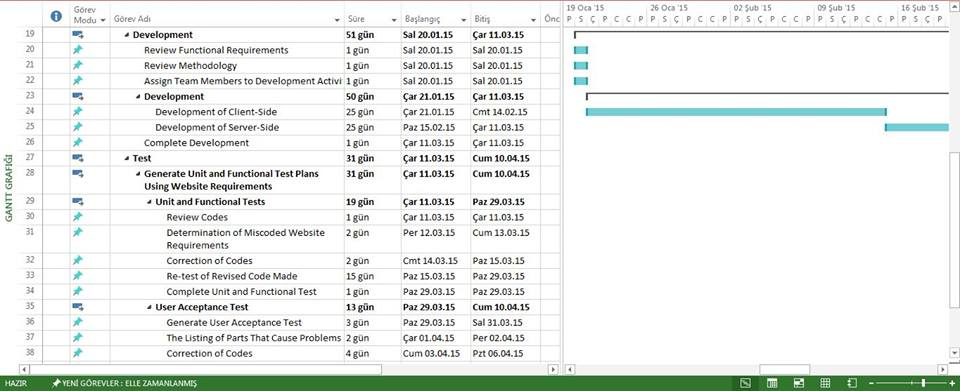 Görev Modu Görev Adı Süre Başlangıç Bitiş Önc
19 Oca '15 26 Oca '15 02 Şub '15 09 Şub '15 16 Şub '15
P S Ç P C C P P S Ç P C C P P S Ç P C C P P S Ç P C C P P S Ç P
19 Development 51 gün Sal 20.01.15 Çar 11.03.15
20 Review Functional Requirements 1 gün Sal 20.01.15 Sal 20.01.15
21 Review Methodology 1 gün Sal 20.01.15 Sal 20.01.15
22 Assign Team Members to Development Activi 1 gün Sal 20.01.15 Sal 20.01.15
23 Development 50 gün Çar 21.01.15 Çar 11.03.15
24 Development of Client-Side 25 gün Çar 21.01.15 Cmt 14.02.15
25 Development of Server-Side 25 gün Paz 15.02.15 Çar 11.03.15
26 Complete Development 1 gün Çar 11.03.15 Çar 11.03.15
27 Test 31 gün Çar 11.03.15 Cum 10.04.15
28 Generate Unit and Functional Test Plans 31 gün Çar 11.03.15 Cum 10.04.15
Using Website Requirements
29 Unit and Functional Tests 19 gün Çar 11.03.15 Paz 29.03.15
30 Review Codes 1 gün Çar 11.03.15 Çar 11.03.15
31 Determination of Miscoded Website 2 gün Per 12.03.15 Cum 13.03.15
Requirements
32 Correction of Codes 2 gün Cmt 14.03.15 Paz 15.03.15
33 Re-test of Revised Code Made 15 gün Paz 15.03.15 Paz 29.03.15
34 Complete Unit and Functional Test 1 gün Paz 29.03.15 Paz 29.03.15
35 User Acceptance Test 13 gün Paz 29.03.15 Cum 10.04.15
36 Generate User Acceptance Test 3 gün Paz 29.03.15 Sal 31.03.15
37 The Listing of Parts That Cause Problems 2 gün Çar 01.04.15 Per 02.04.15
38 Correction of Codes 4 gün Cum 03.04.15 Pzt 06.04.15
GANTT GRAFIĞI
HAZIR YENİ GÖREVLER : ELLE ZAMANLANMIŞ